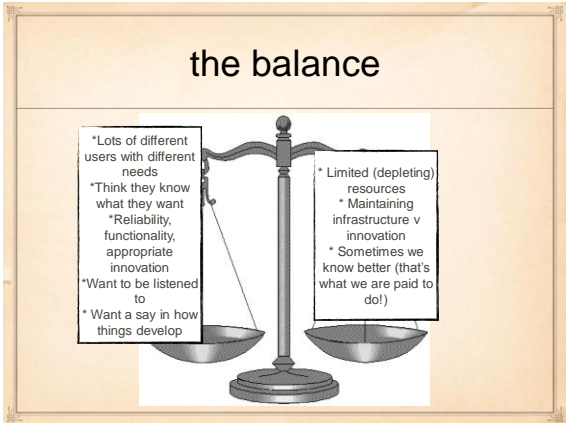 the balance
*Lots of different
users with different
needs
*Think they know
what they want
*Reliability,
functionality,
appropriate
innovation
*Want to be listened
to
* Want a say in how
things develop
* Limited (depleting)
resources
* Maintaining
infrastructure v
innovation
* Sometimes we
know better (that's
what we are paid to
do!)